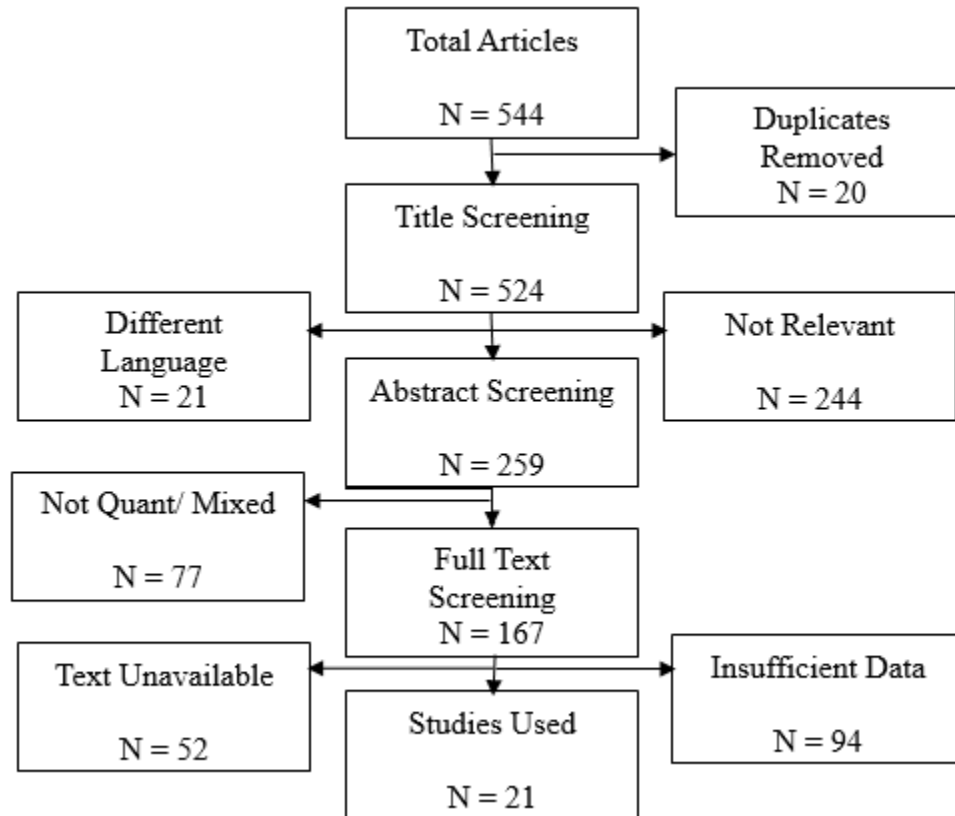 Total Articles
N = 544
Duplicates
Removed
N = 20
Title Screening
N = 524
Different
Language
N = 21
Not Relevant
N = 244
Abstract Screening
N = 259
Not Quant/ Mixed
N = 77
Full Text
Screening
N = 167
Text Unavailable
N = 52
Insufficient Data
N = 94
Studies Used
N = 21